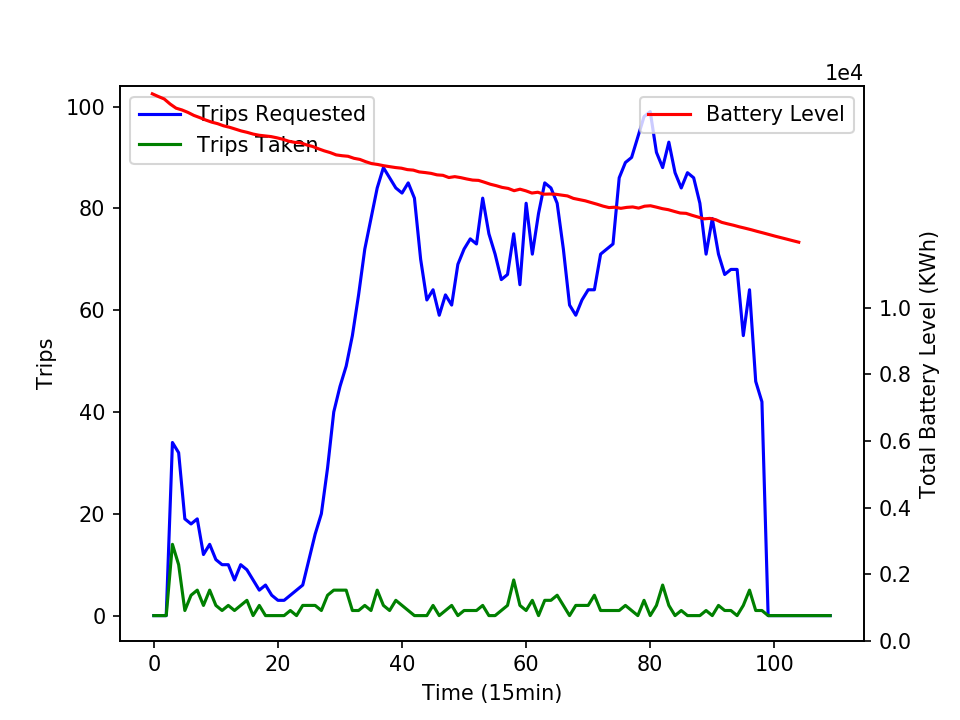 1e4
Trips Requested
Trips Taken
Battery Level
100
80
60
40
20
0
Trips
1.0
0.8
0.6
0.4
0.2
0.0
Total Battery Level (KWh)
0 20 40 60 80 100
Time (15min)